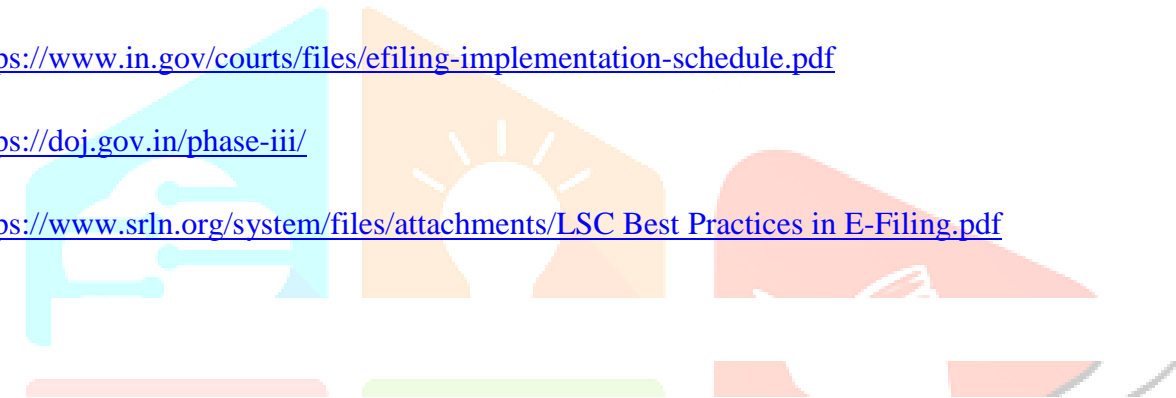 ps://www.in.gov/courts/files/efiling-implementation-schedule.pdf
ps://doj.gov.in/phase-iii/
ps://www.srln.org/system/files/attachments/LSC Best Practices in E-Filing.pdf